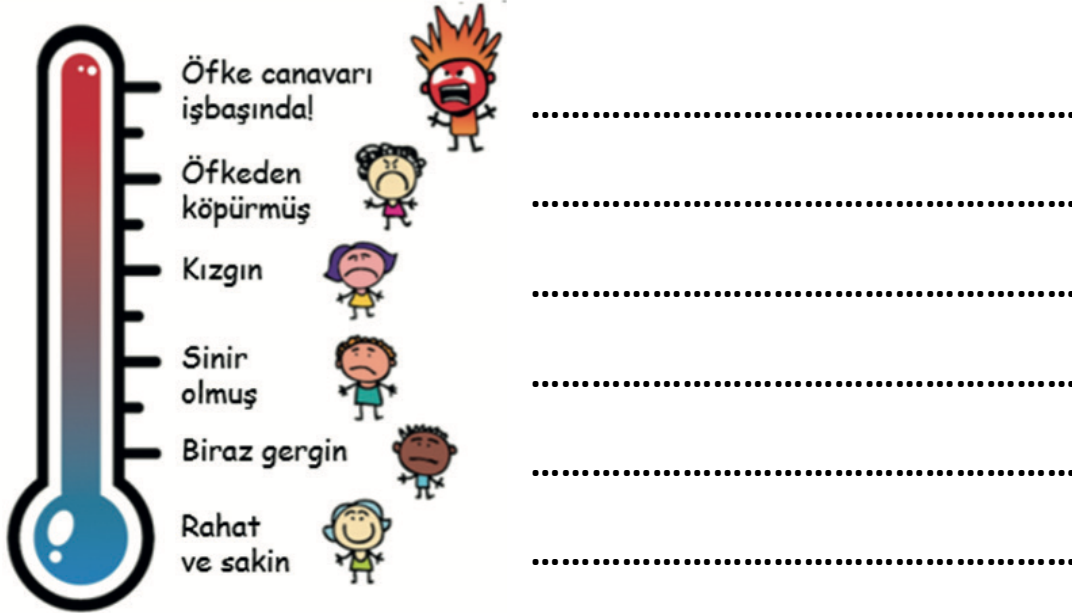 Öfke canavarı
işbaşında!
Öfkeden
köpürmüş
Kızgın
Sinir
olmuş
Biraz gergin
Rahat
ve sakin